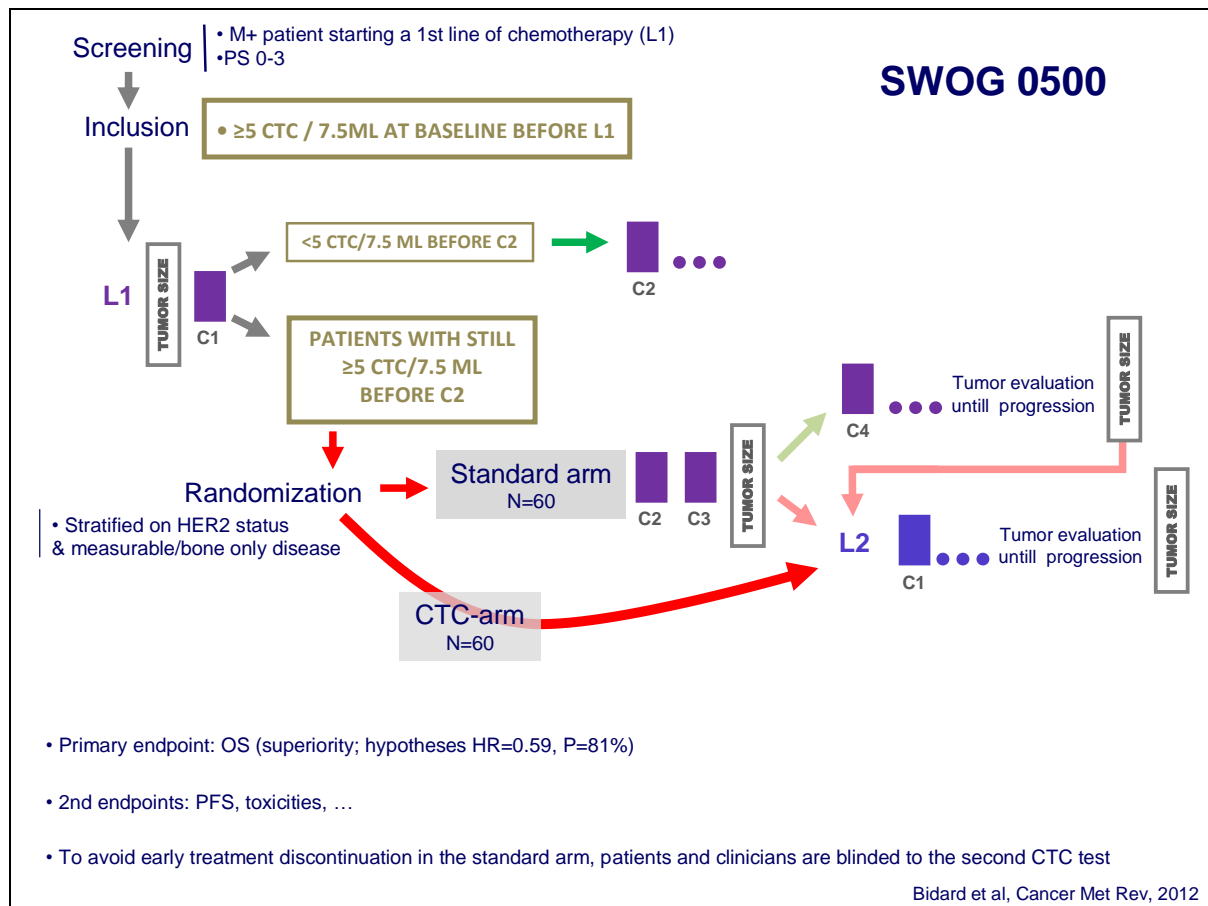 SWOG 0500
Screening
• M+ patient starting a 1st line of chemotherapy (L1)
•PS 0-3
Inclusion
• ≥5 CTC / 7.5ML AT BASELINE BEFORE L1
<5 CTC/7.5 ML BEFORE C2
C2
L1
TUMOR SIZE
C1
PATIENTS WITH STILL
≥5 CTC/7.5 ML
BEFORE C2
Randomization
• Stratified on HER2 status
& measurable/bone only disease
Standard arm
N=60
C2
C3
TUMOR SIZE
C4
Tumor evaluation
untill progression
TUMOR SIZE
CTC-arm
N=60
L2
C1
Tumor evaluation
untill progression
TUMOR SIZE
• Primary endpoint: OS (superiority; hypotheses HR=0.59, P=81%)
• 2nd endpoints: PFS, toxicities, …
• To avoid early treatment discontinuation in the standard arm, patients and clinicians are blinded to the second CTC test
Bidard et al, Cancer Met Rev, 2012